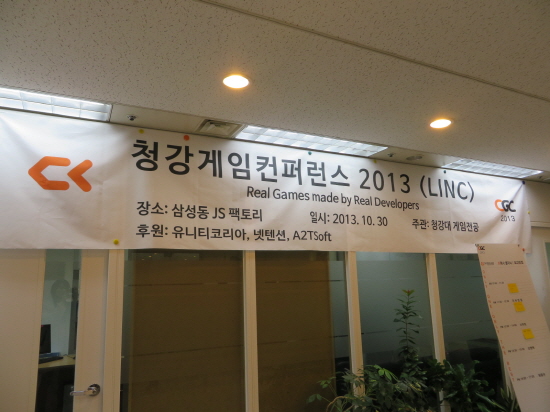 청강게임컨퍼런스 2013 (LINC)
Real Games made by Real Developers
장소: 삼성동 JS 팩토리
일시: 2013. 10. 30
주관: 청강대 게임전공
후원: 유니티코리아, 넷텐션, A2TSoft
CK
CGC
2013